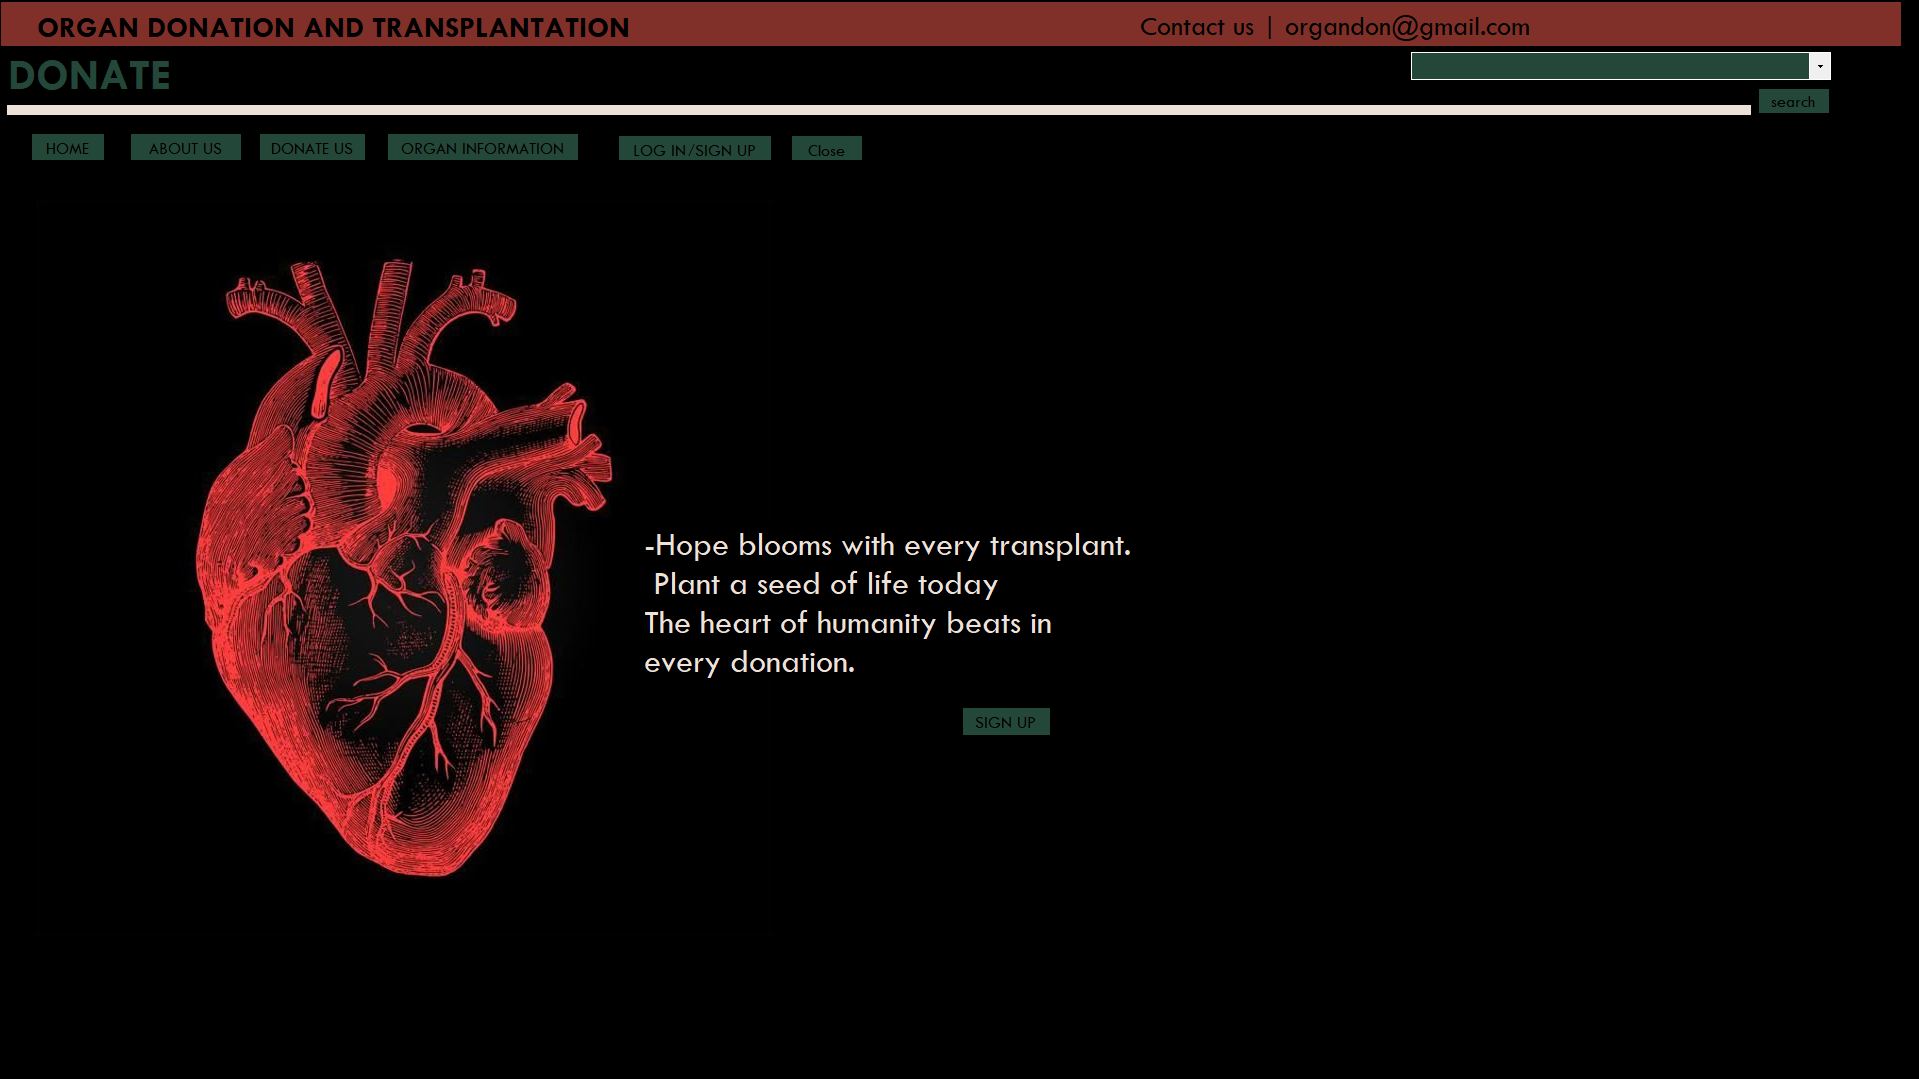 ORGAN DONATION AND TRANSPLANTATION
Contact us | organdon@gmail.com
DONATE
search
HOME
ABOUT US
DONATE US
ORGAN INFORMATION
LOG IN/SIGN UP
Close
-Hope blooms with every transplant.
Plant a seed of life today
The heart of humanity beats in
every donation.
SIGN UP